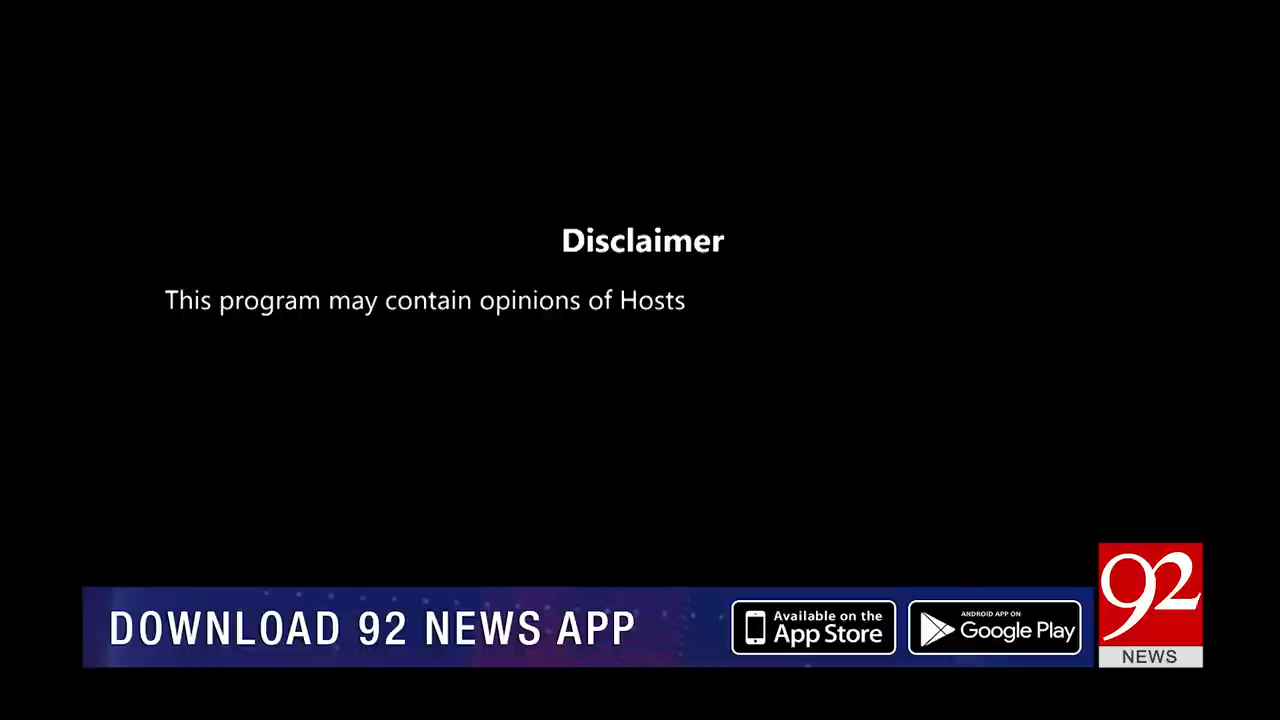 Disclaimer
This program may contain opinions of Hosts
DOWNLOAD 92 NEWS APP
Available on the
App Store
ANDROID APP ON
Google Play
92
NEWS